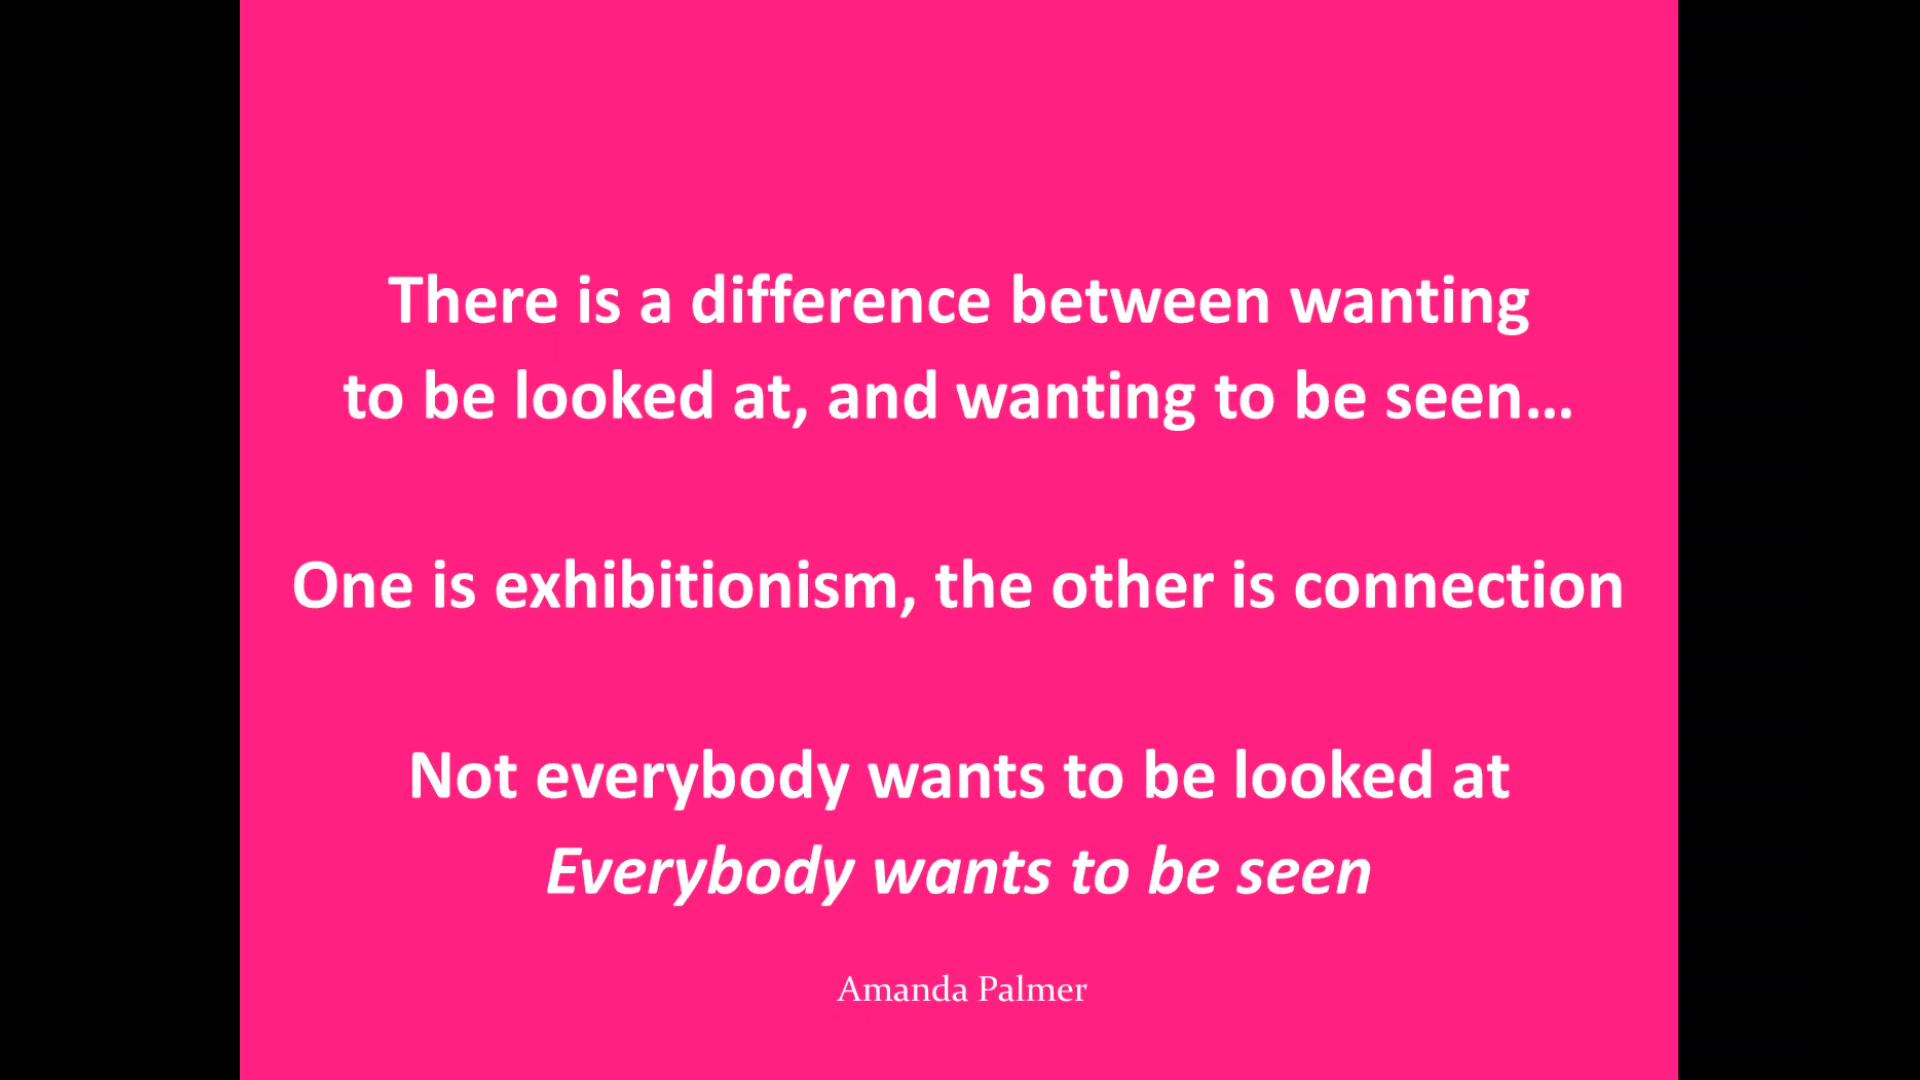 There is a difference between wanting
to be looked at, and wanting to be seen...
One is exhibitionism, the other is connection
Not everybody wants to be looked at
Everybody wants to be seen
Amanda Palmer